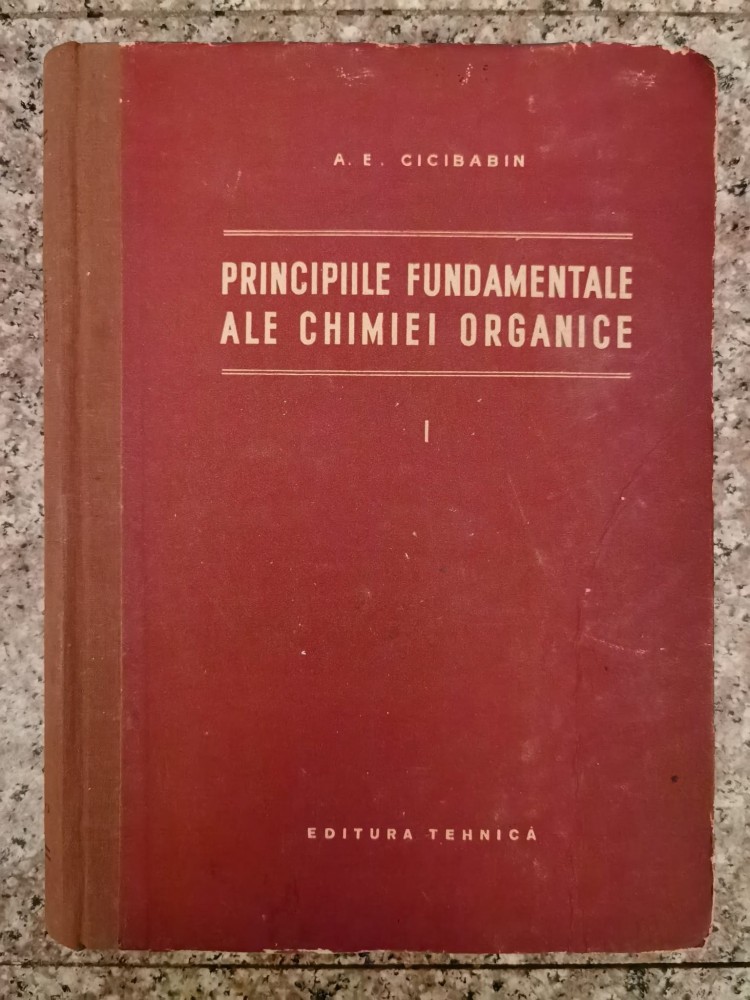 A. E. CICIBABIN
PRINCIPIILE FUNDAMENTALE
ALE CHIMIEI ORGANICE
I
EDITURA TEHNICĂ